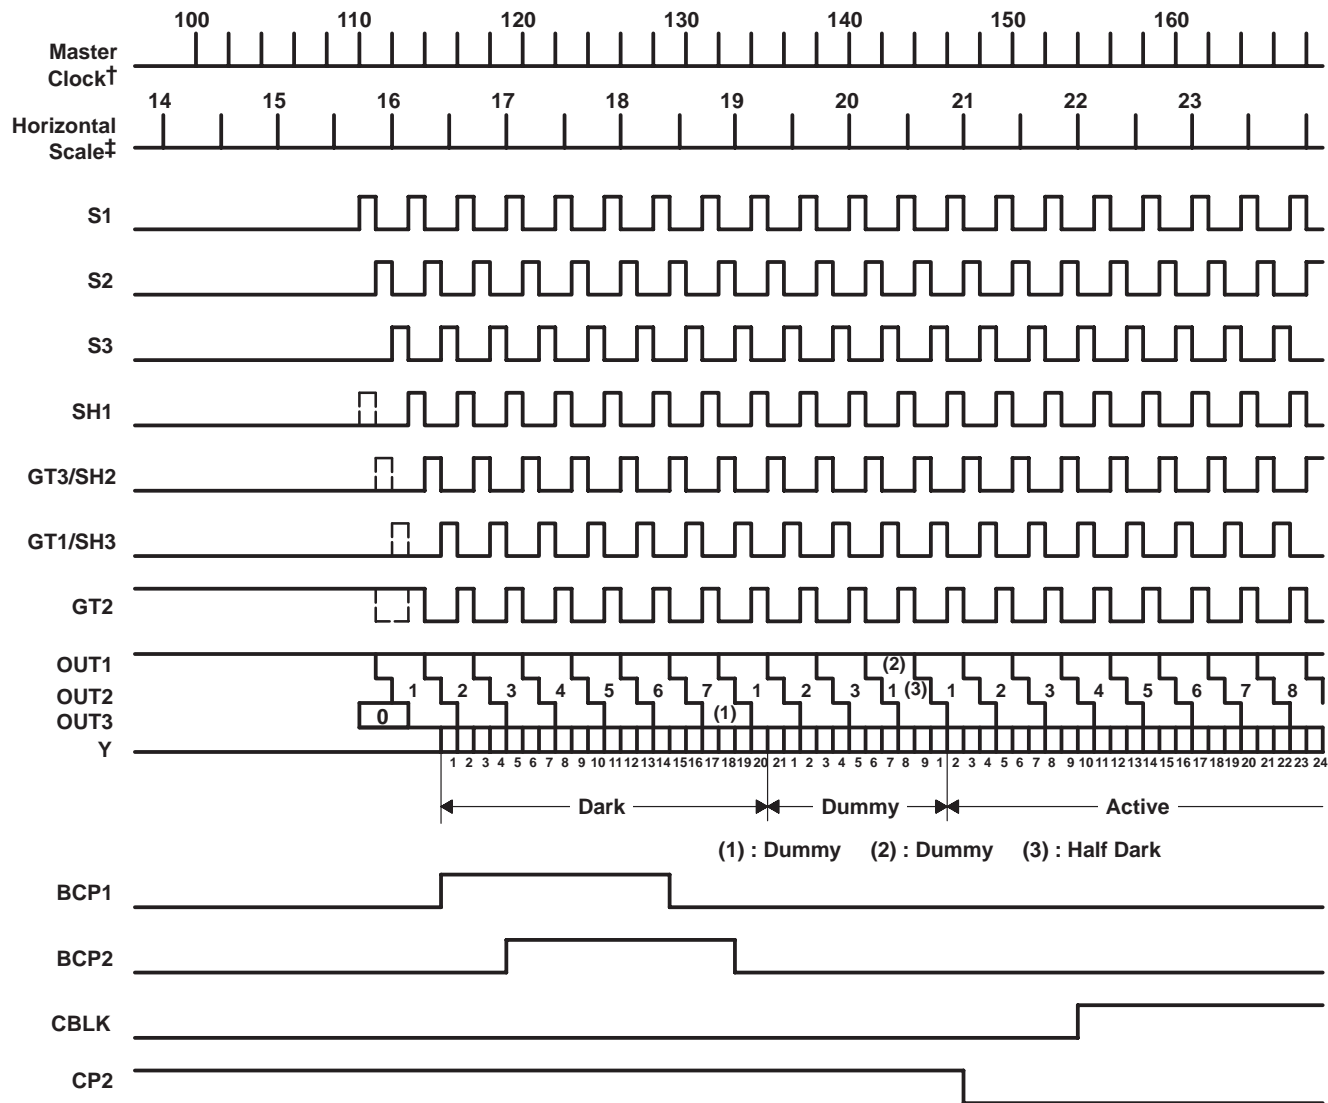 100 110 120 130 140 150 160
Master
Clock†
14 15 16 17 18 19 20 21 22 23
Horizontal
Scale‡
S1
S2
S3
SH1
GT3/SH2
GT1/SH3
GT2
OUT1 (2)
OUT2 1 2 3 4 5 6 7 1 2 3 1 (3) 1 2 3 4 5 6 7 8
OUT3 0 (1)
Y
1 2 3 4 5 6 7 8 9 10 11 12 13 14 15 16 17 18 19 20 21 1 2 3 4 5 6 7 8 9 1 2 3 4 5 6 7 8 9 10 11 12 13 14 15 16 17 18 19 20 21 22 23 24
Dark Dummy Active
(1) : Dummy (2) : Dummy (3) : Half Dark
BCP1
BCP2
CBLK
CP2